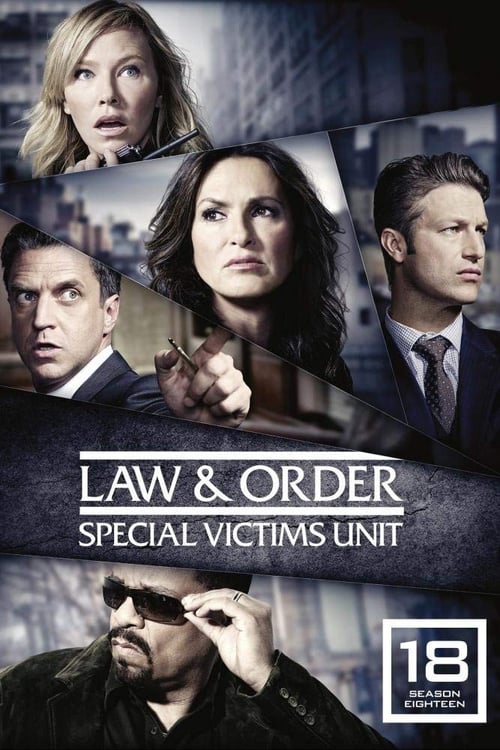 LAW & ORDER
SPECIAL VICTIMS UNIT
18
SEASON
EIGHTEEN